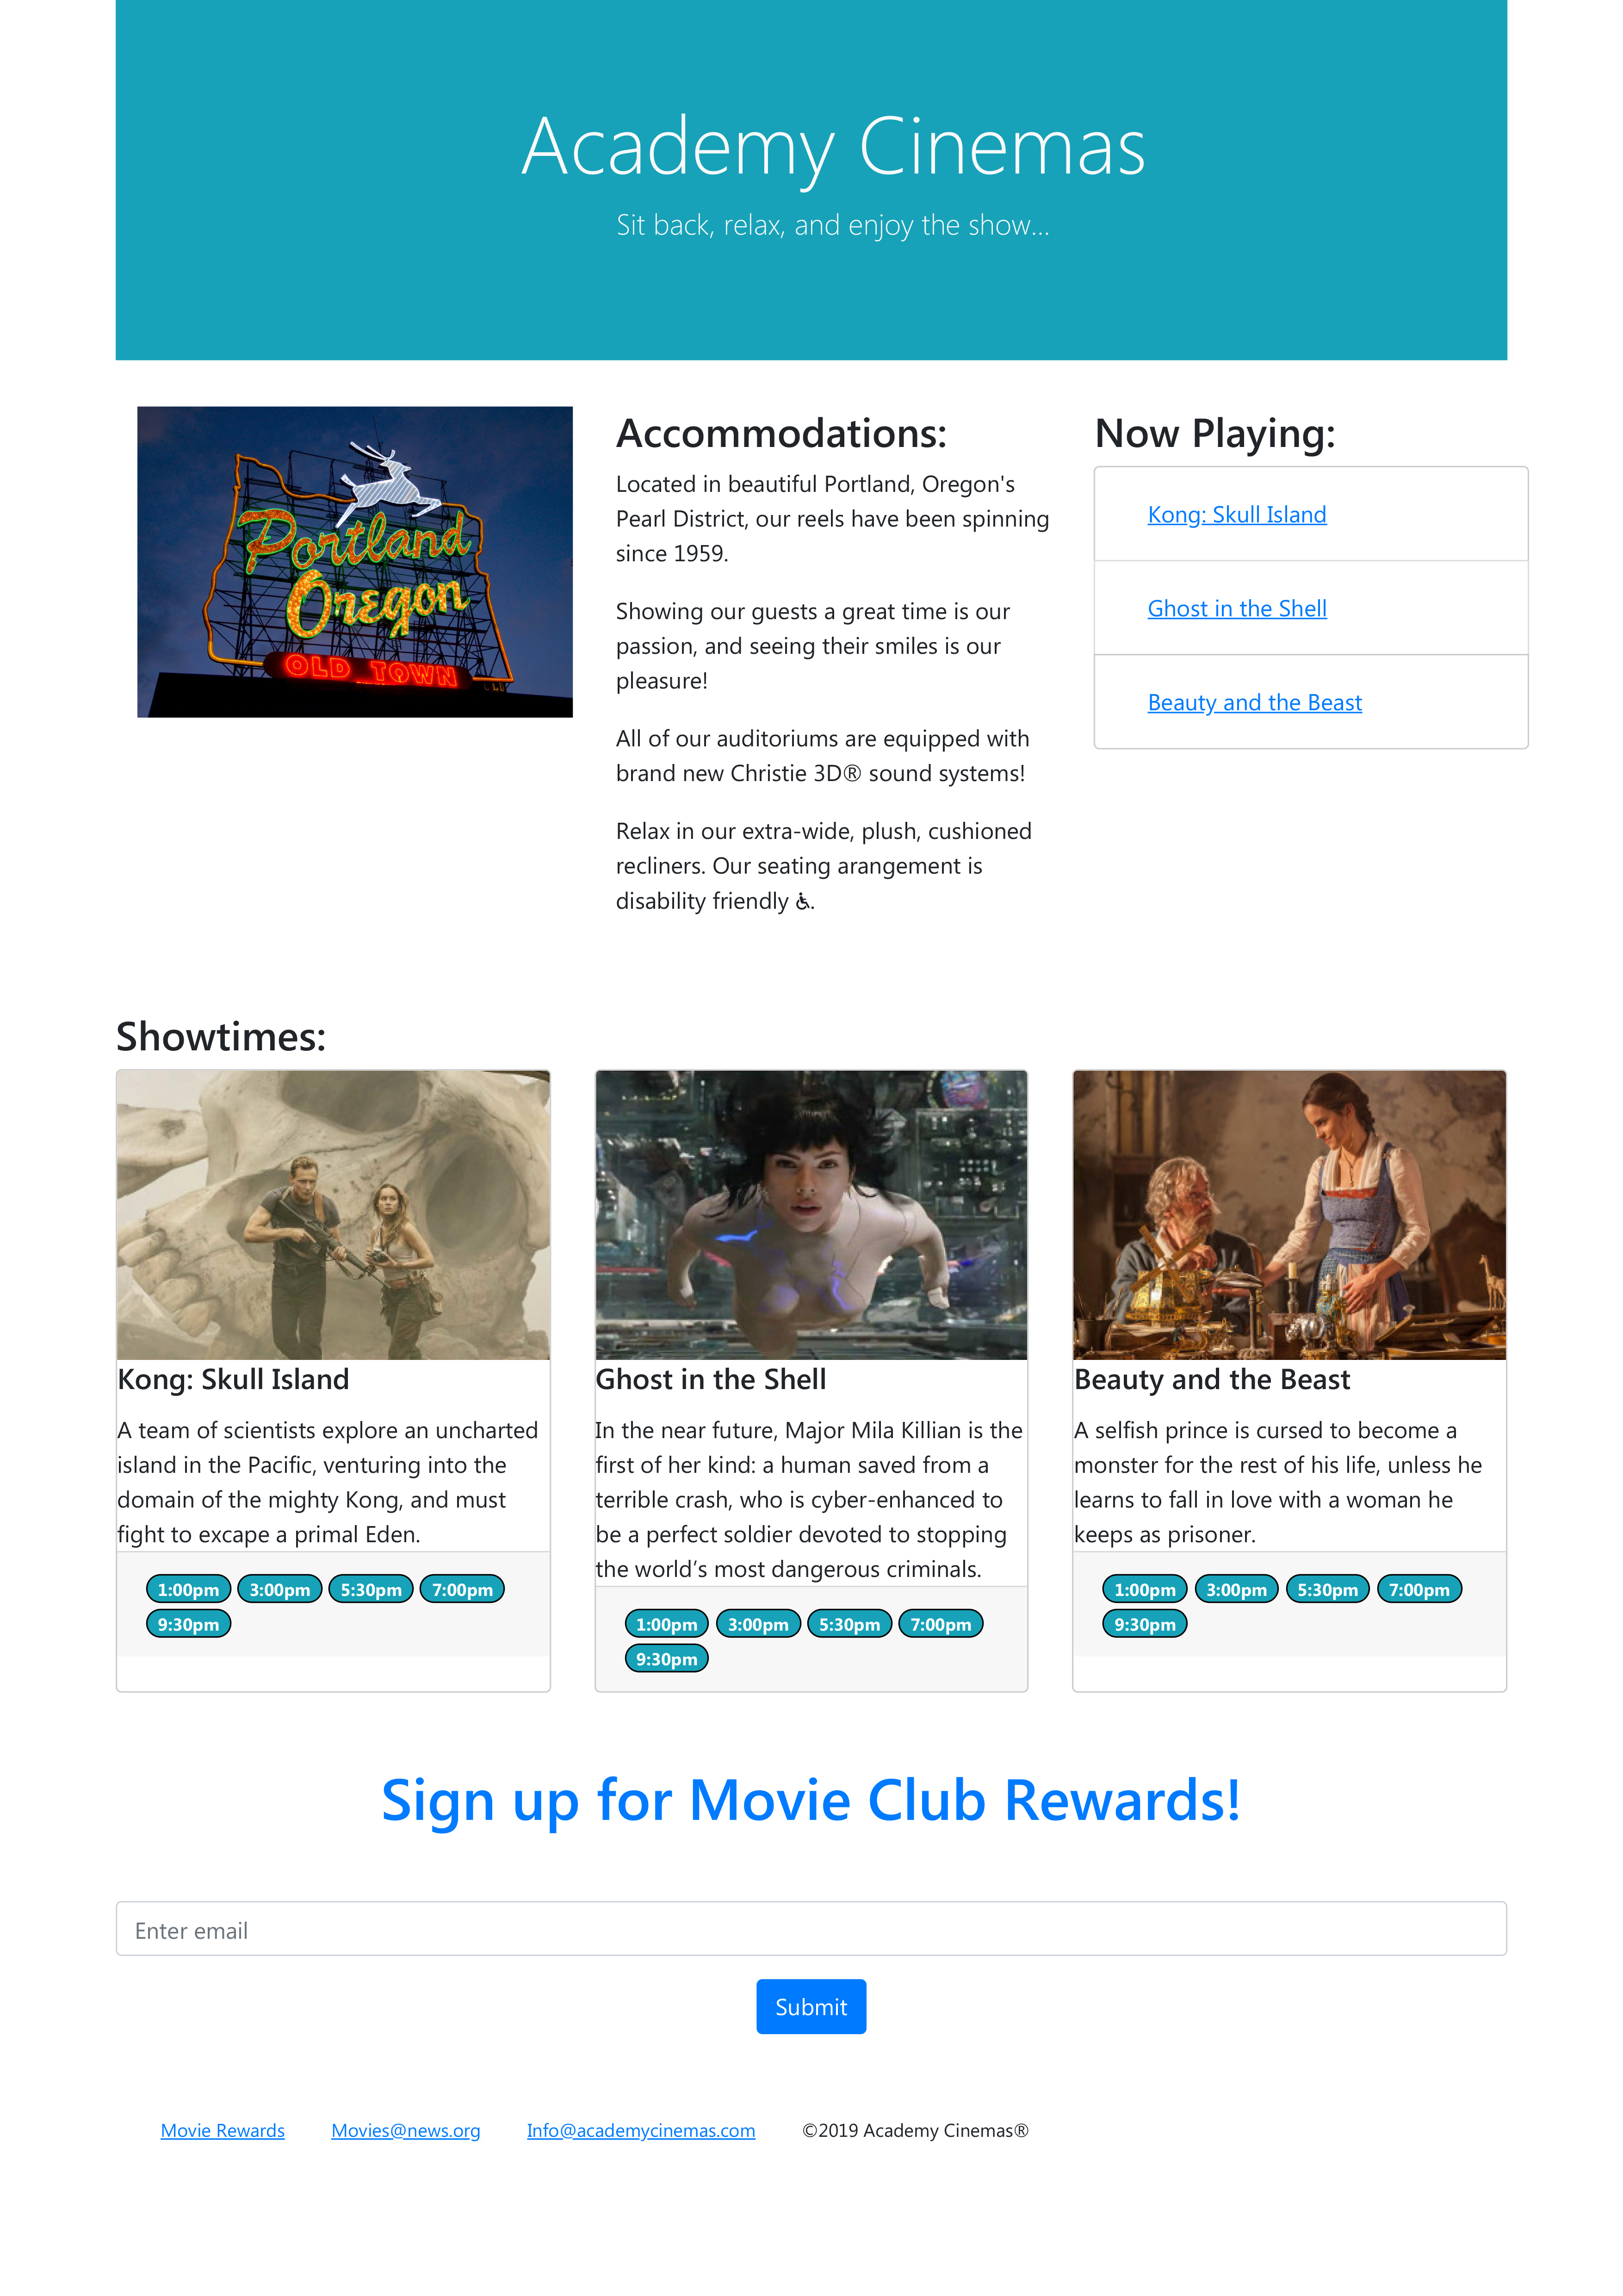 Academy Cinemas
Sit back, relax, and enjoy the show...
Portland
Oregon
OLD TOWN
Accommodations:
Located in beautiful Portland, Oregon's
Pearl District, our reels have been spinning
since 1959.
Showing our guests a great time is our
passion, and seeing their smiles is our
pleasure!
All of our auditoriums are equipped with
brand new Christie 3D® sound systems!
Relax in our extra-wide, plush, cushioned
recliners. Our seating arangement is
disability friendly ♿.
Now Playing:
Kong: Skull Island
Ghost in the Shell
Beauty and the Beast
Showtimes:
Kong: Skull Island
A team of scientists explore an uncharted
island in the Pacific, venturing into the
domain of the mighty Kong, and must
fight to excape a primal Eden.
1:00pm 3:00pm 5:30pm 7:00pm
9:30pm
Ghost in the Shell
In the near future, Major Mila Killian is the
first of her kind: a human saved from a
terrible crash, who is cyber-enhanced to
be a perfect soldier devoted to stopping
the world’s most dangerous criminals.
1:00pm 3:00pm 5:30pm 7:00pm
9:30pm
Beauty and the Beast
A selfish prince is cursed to become a
monster for the rest of his life, unless he
learns to fall in love with a woman he
keeps as prisoner.
1:00pm 3:00pm 5:30pm 7:00pm
9:30pm
Sign up for Movie Club Rewards!
Enter email
Submit
Movie Rewards Movies@news.org Info@academycinemas.com ©2019 Academy Cinemas®